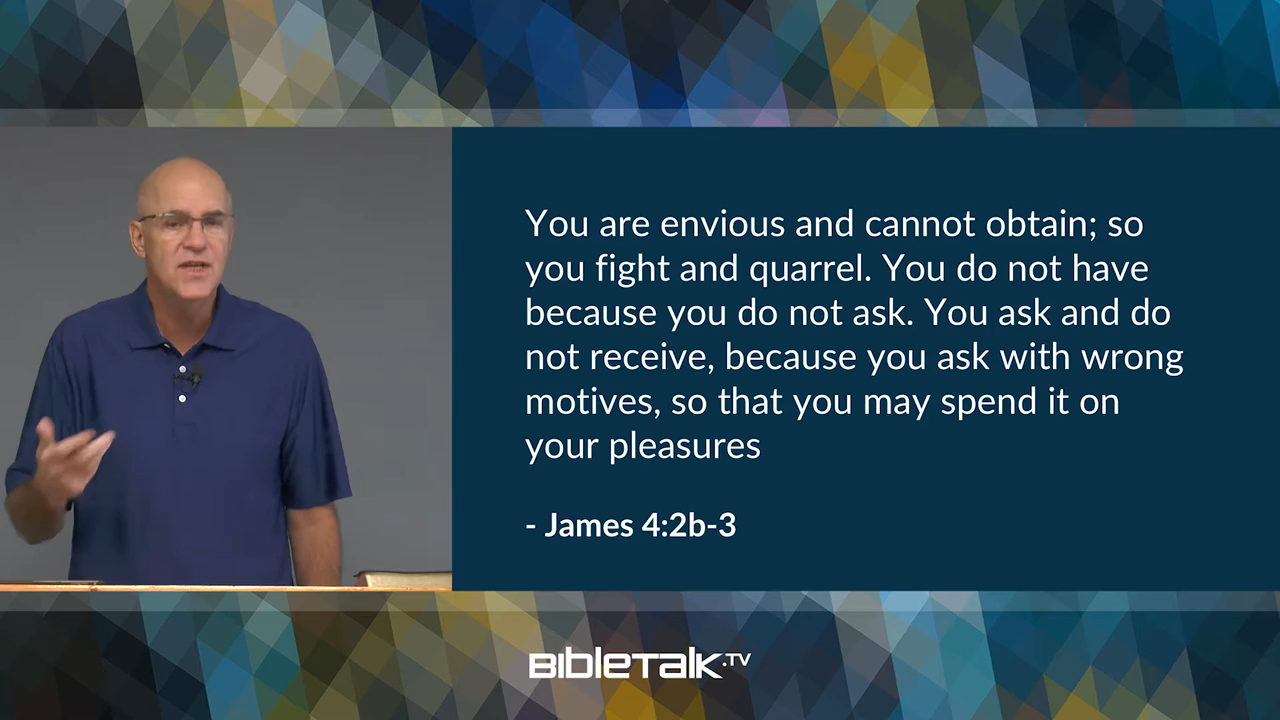 You are envious and cannot obtain; so
you fight and quarrel. You do not have
because you do not ask. You ask and do
not receive, because you ask with wrong
motives, so that you may spend it on
your pleasures
- James 4:2b-3
BIBLETALK.TV